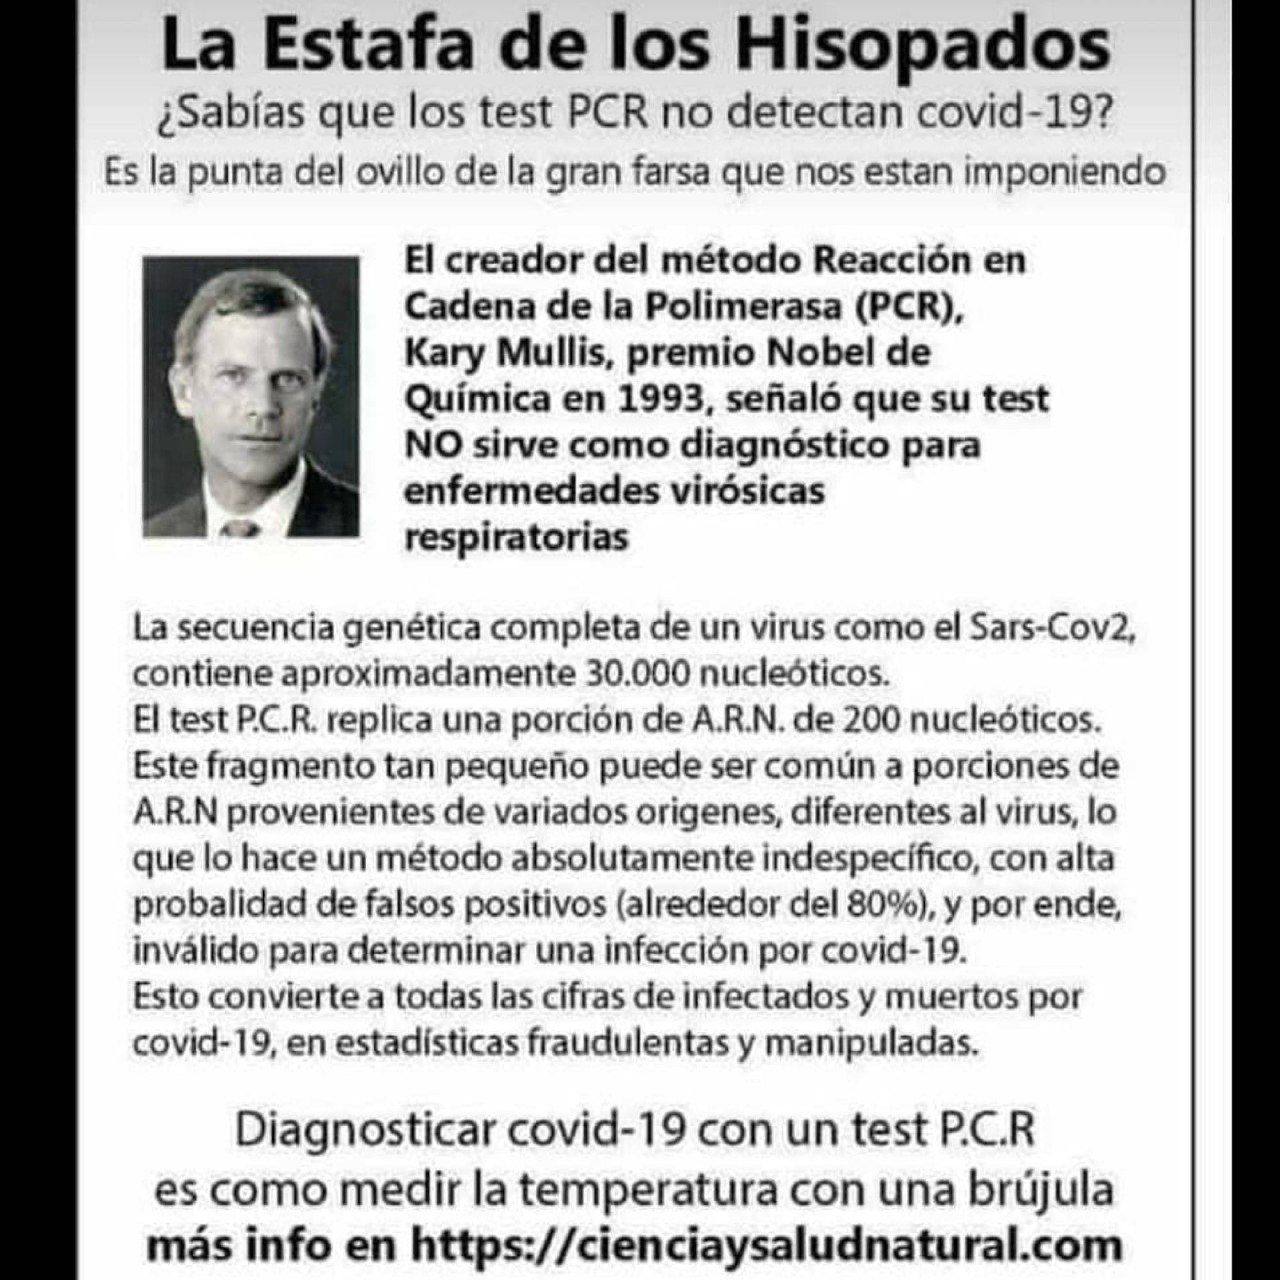 La Estafa de los Hisopados
¿Sabías que los test PCR no detectan covid-19?
Es la punta del ovillo de la gran farsa que nos estan imponiendo
El creador del método Reacción en
Cadena de la Polimerasa (PCR),
Kary Mullis, premio Nobel de
Química en 1993, señaló que su test
NO sirve como diagnóstico para
enfermedades virósicas
respiratorias
La secuencia genética completa de un virus como el Sars-Cov2,
contiene aproximadamente 30.000 nucleóticos.
El test P.C.R. replica una porción de A.R.N. de 200 nucleóticos.
Este fragmento tan pequeño puede ser común a porciones de
A.R.N provenientes de variados origenes, diferentes al virus, lo
que lo hace un método absolutamente indespecífico, con alta
probalidad de falsos positivos (alrededor del 80%), y por ende,
inválido para determinar una infección por covid-19.
Esto convierte a todas las cifras de infectados y muertos por
covid-19, en estadísticas fraudulentas y manipuladas.
Diagnosticar covid-19 con un test P.C.R
es como medir la temperatura con una brújula
más info en https://cienciaysaludnatural.com